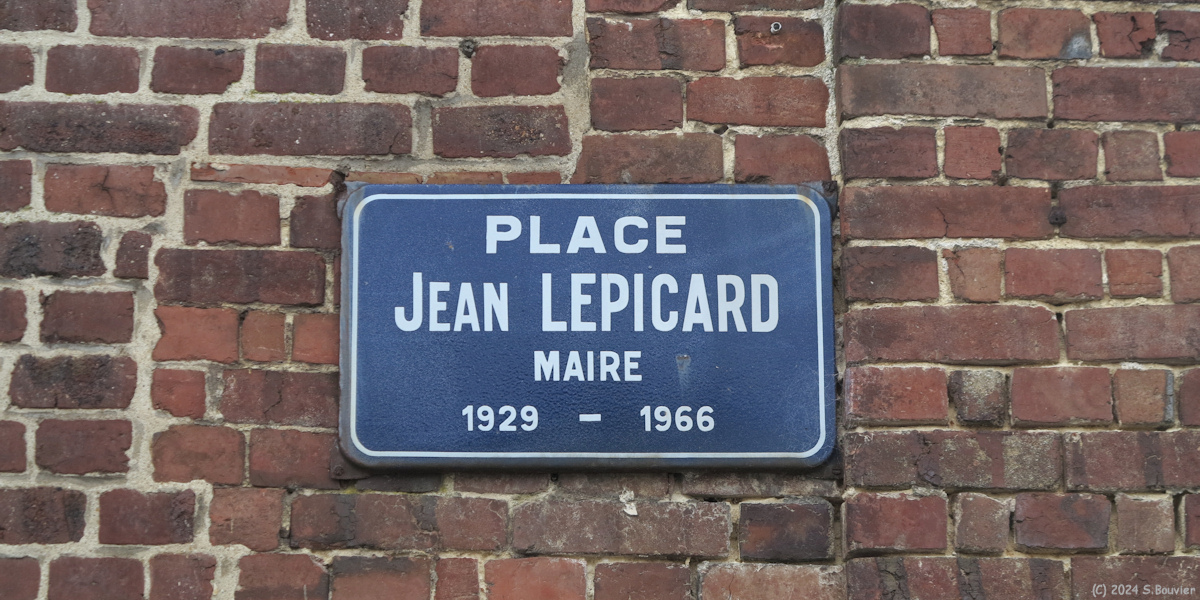 PLACE
JEAN LEPICARD
MAIRE
1929 - 1966
(C) 2024 S.Bouvier